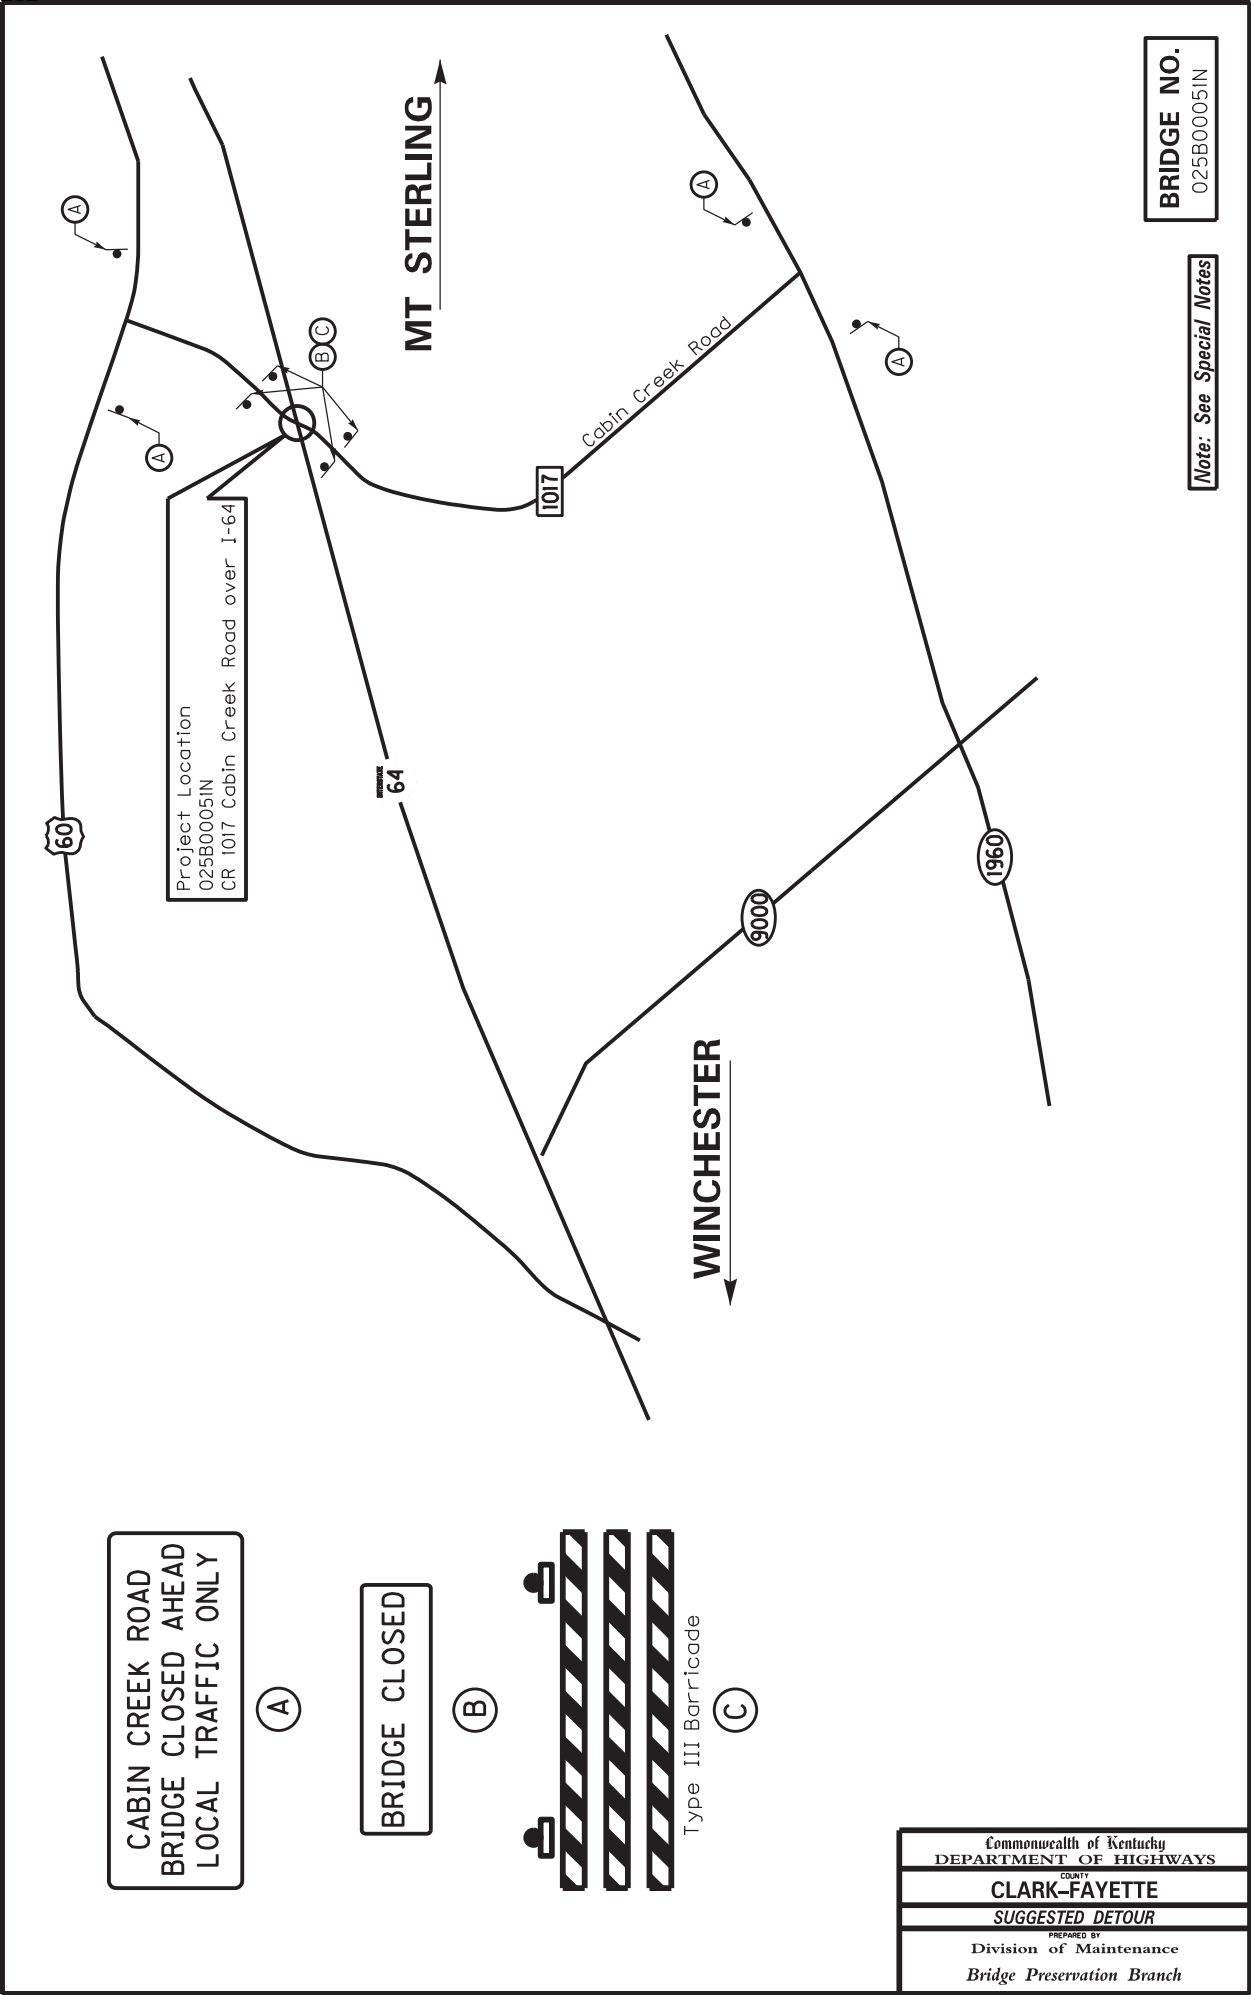 60
A
A
Project Location
025B00051N
CR 1017 Cabin Creek Road over I-64
B C
INTERSTATE
64
MT STERLING
1017
Cabin Creek Road
A
A
9000
1960
WINCHESTER
BRIDGE NO.
025B00051N
Note: See Special Notes
CABIN CREEK ROAD
BRIDGE CLOSED AHEAD
LOCAL TRAFFIC ONLY
A
BRIDGE CLOSED
B
Type III Barricade
C
Commonwealth of Kentucky
DEPARTMENT OF HIGHWAYS
COUNTY
CLARK-FAYETTE
SUGGESTED DETOUR
PREPARED BY
Division of Maintenance
Bridge Preservation Branch